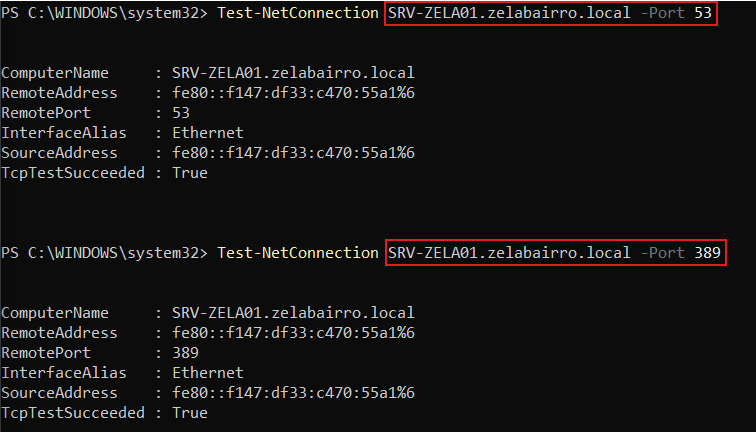 PS C:\WINDOWS\system32> Test-NetConnection SRV-ZELA01.zelabairro.local -Port 53
ComputerName     : SRV-ZELA01.zelabairro.local
RemoteAddress    : fe80::f147:df33:c470:55a1%6
RemotePort       : 53
InterfaceAlias   : Ethernet
SourceAddress    : fe80::f147:df33:c470:55a1%6
TcpTestSucceeded : True
PS C:\WINDOWS\system32> Test-NetConnection SRV-ZELA01.zelabairro.local -Port 389
ComputerName     : SRV-ZELA01.zelabairro.local
RemoteAddress    : fe80::f147:df33:c470:55a1%6
RemotePort       : 389
InterfaceAlias   : Ethernet
SourceAddress    : fe80::f147:df33:c470:55a1%6
TcpTestSucceeded : True